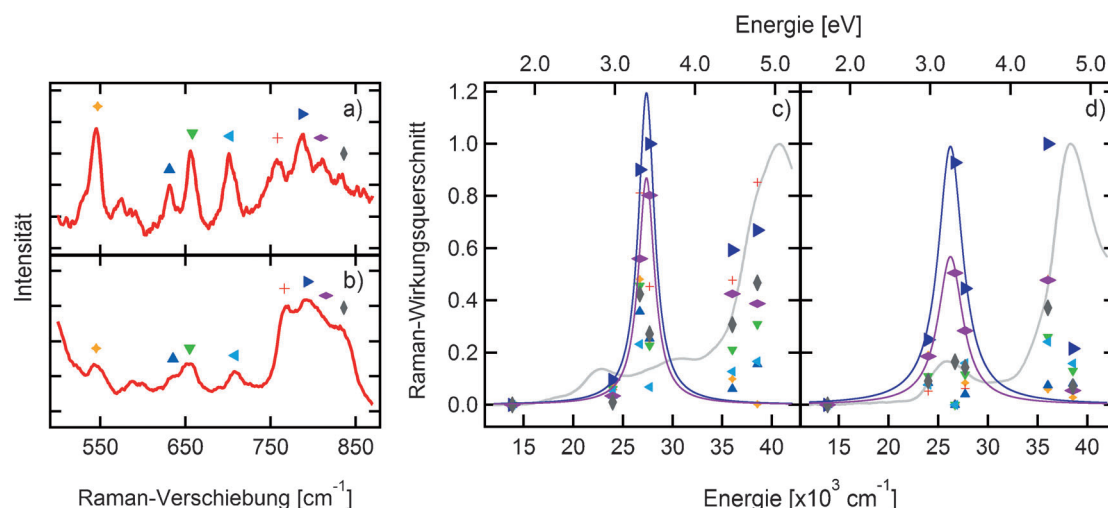 Energie [eV]
2.0 3.0 4.0 5.0 2.0 3.0 4.0 5.0
a)
b)
Intensität
550 650 750 850
Raman-Verschiebung [cm⁻¹]
c) d)
Raman-Wirkungsquerschnitt
1.2
1.0
0.8
0.6
0.4
0.2
0.0
10 15 20 25 30 35 40 10 15 20 25 30 35 40
Energie [x10³ cm⁻¹]